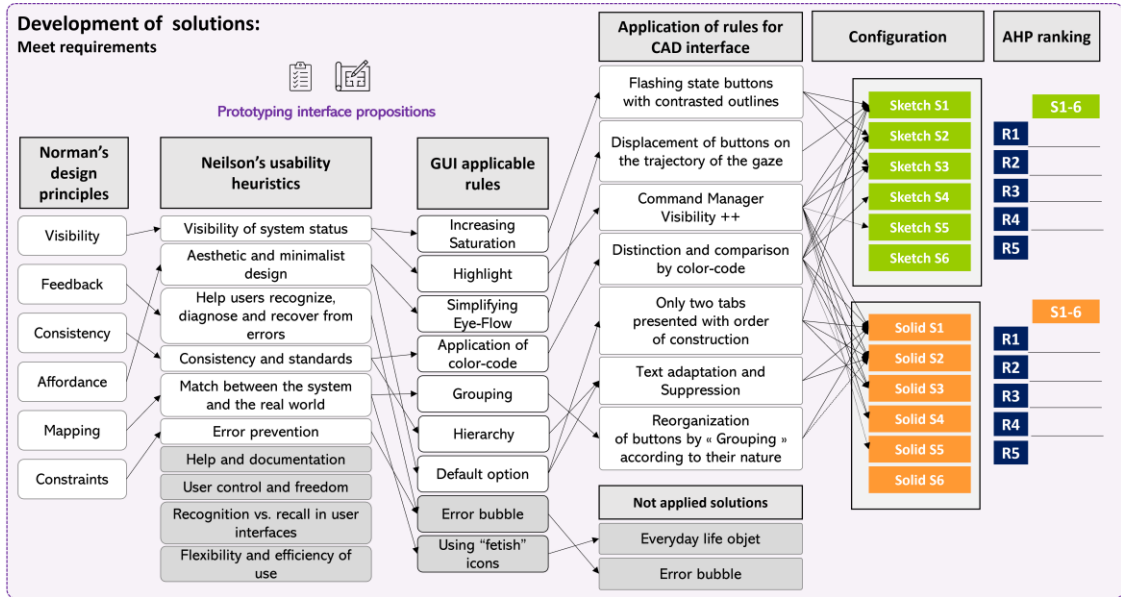 Development of solutions:
Meet requirements
Prototyping interface propositions
Norman's
design
principles
Visibility
Feedback
Consistency
Affordance
Mapping
Constraints
Neilson's usability
heuristics
Visibility of system status
Aesthetic and minimalist
design
Help users recognize,
diagnose and recover from
errors
Consistency and standards
Match between the system
and the real world
Error prevention
Help and documentation
User control and freedom
Recognition vs. recall in user
interfaces
Flexibility and efficiency of
use
GUI applicable
rules
Increasing
Saturation
Highlight
Simplifying
Eye-Flow
Application of
color-code
Grouping
Hierarchy
Default option
Error bubble
Using "fetish"
icons
Application of rules for
CAD interface
Flashing state buttons
with contrasted outlines
Displacement of buttons on
the trajectory of the gaze
Command Manager
Visibility ++
Distinction and comparison
by color-code
Only two tabs
presented with order
of construction
Text adaptation and
Suppression
Reorganization
of buttons by « Grouping »
according to their nature
Not applied solutions
Everyday life objet
Error bubble
Configuration
Sketch S1
Sketch S2
Sketch S3
Sketch S4
Sketch S5
Sketch S6
Solid S1
Solid S2
Solid S3
Solid S4
Solid S5
Solid S6
AHP ranking
S1-6
R1
R2
R3
R4
R5
S1-6
R1
R2
R3
R4
R5